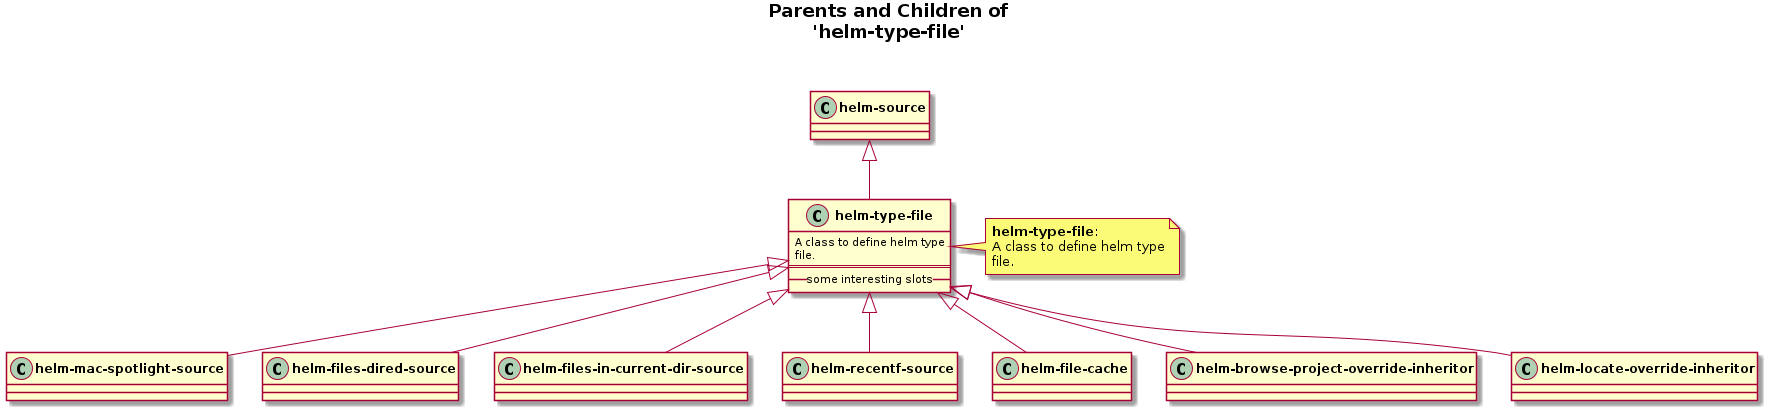 Parents and Children of
'helm-type-file'
C helm-source
C helm-type-file
A class to define helm type
file.
some interesting slots
helm-type-file:
A class to define helm type
file.
C helm-mac-spotlight-source
C helm-files-dired-source
C helm-files-in-current-dir-source
C helm-recentf-source
C helm-file-cache
C helm-browse-project-override-inheritor
C helm-locate-override-inheritor